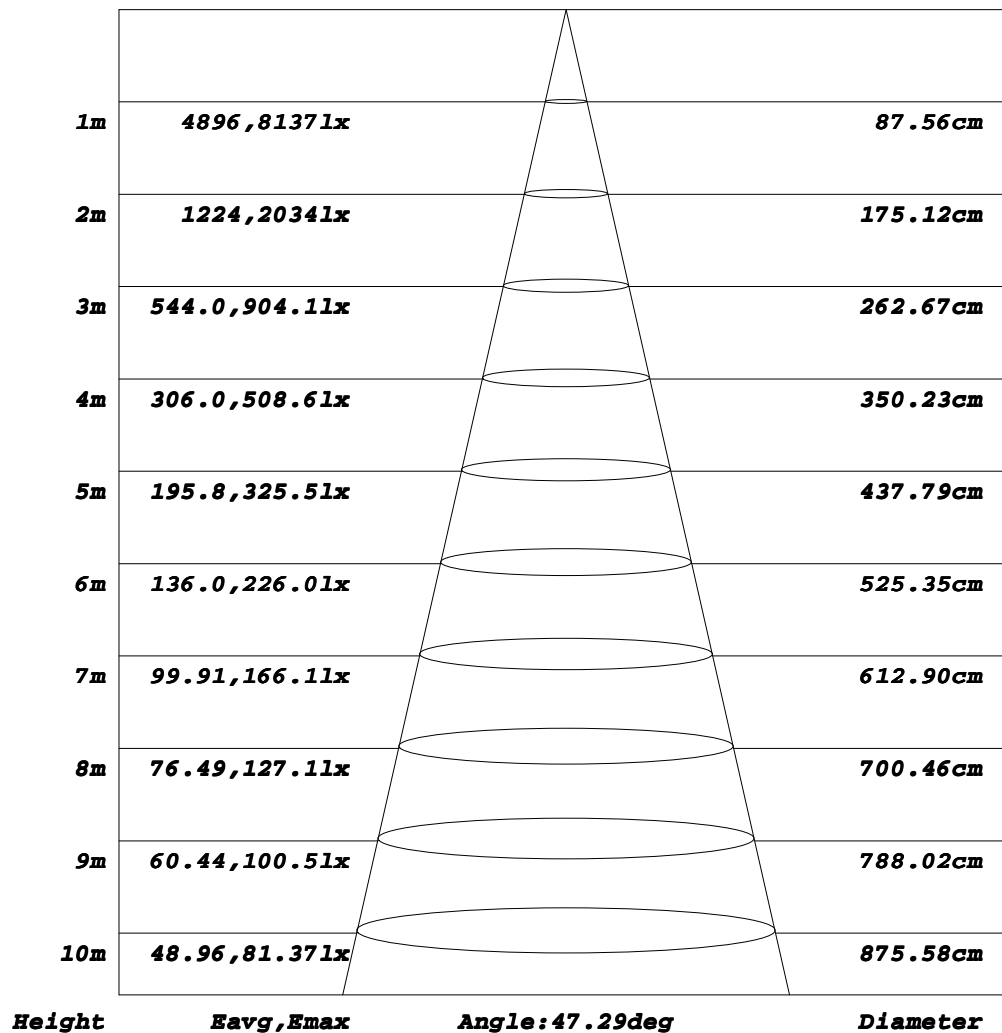 1m 4896,8137lx 87.56cm
2m 1224,2034lx 175.12cm
3m 544.0,904.1lx 262.67cm
4m 306.0,508.6lx 350.23cm
5m 195.8,325.5lx 437.79cm
6m 136.0,226.0lx 525.35cm
7m 99.91,166.1lx 612.90cm
8m 76.49,127.1lx 700.46cm
9m 60.44,100.5lx 788.02cm
10m 48.96,81.37lx 875.58cm
Height Eavg,Emax Angle:47.29deg Diameter